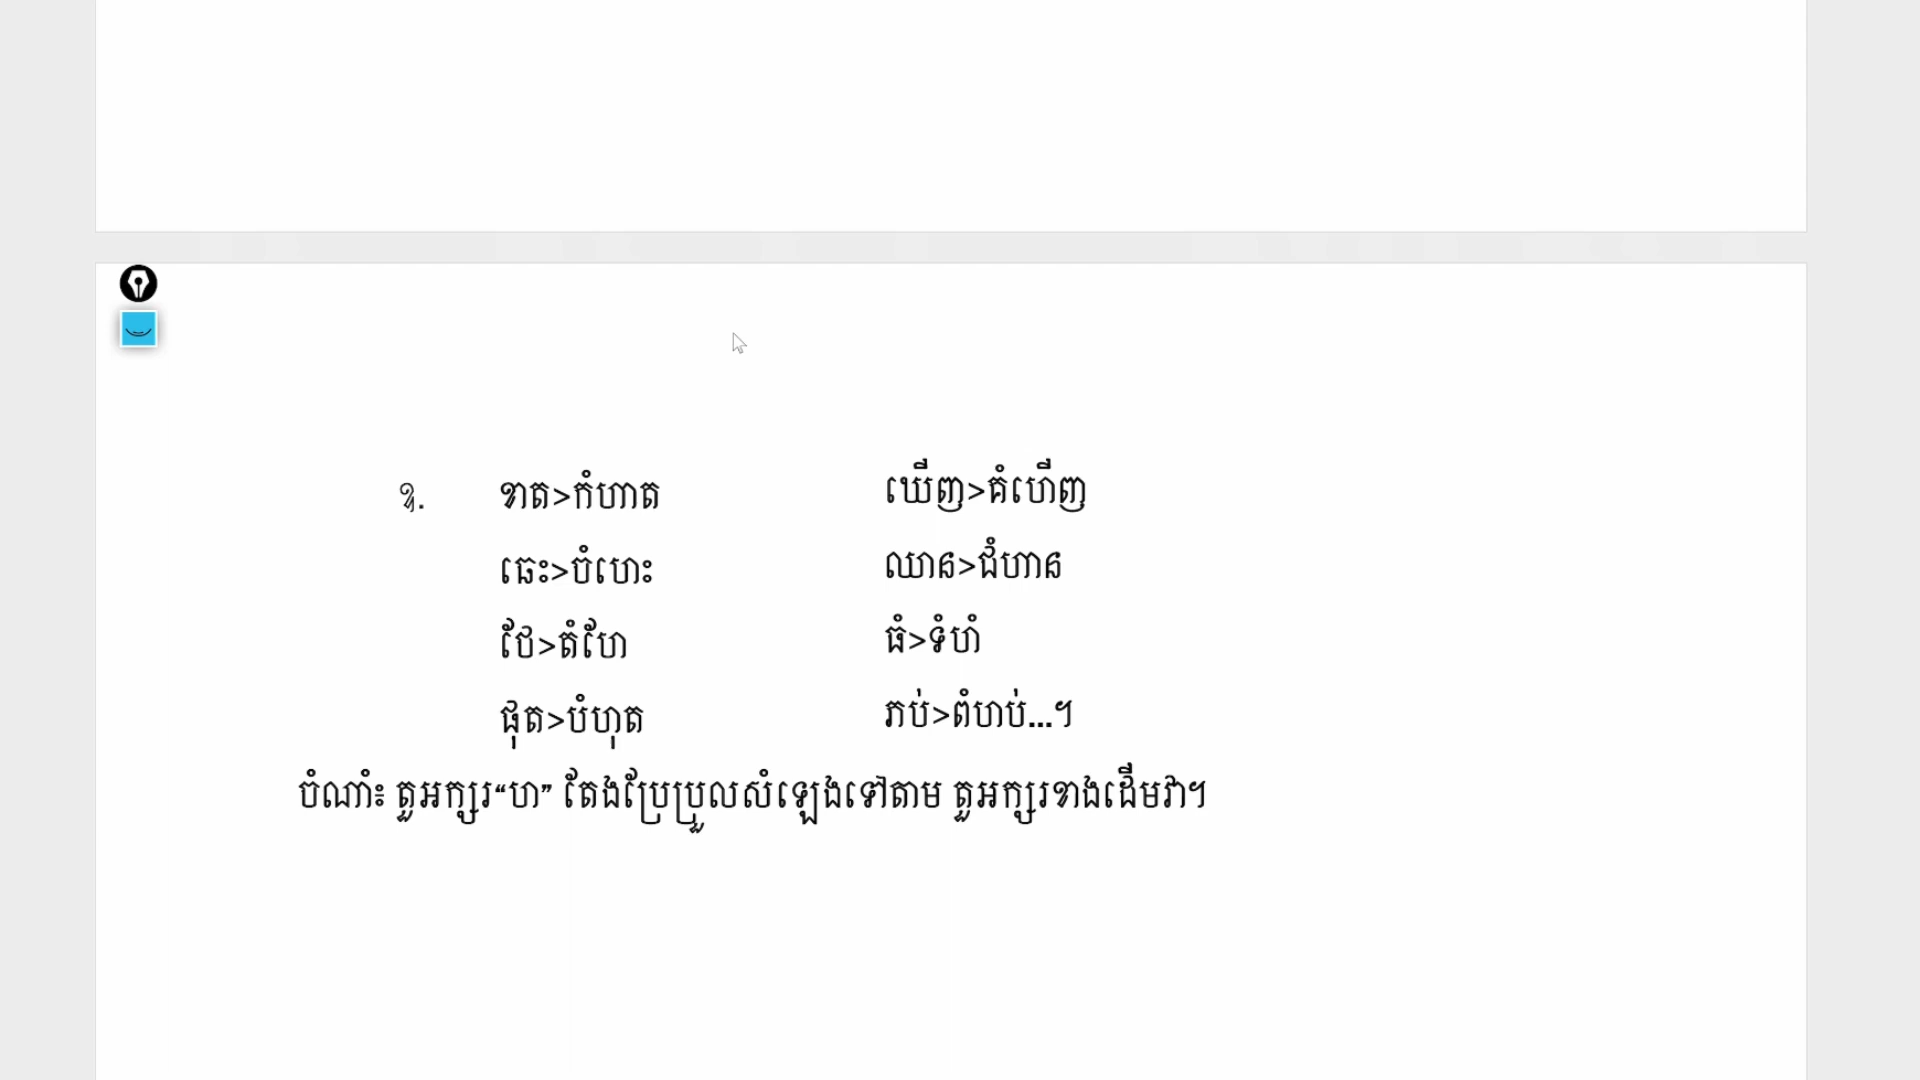 ឧ. ខាត>កំហាត ឃើញ>គំហើញ
ឆេះ>ចំហេះ ឈាន>ជំហាន
ថែ>តំហែ ធំ>ទំហំ
ផុត>បំហុត ភប់>ពំហប់...។
ចំណាំ៖ តួអក្សរ“ហ” តែងប្រែប្រួលសំឡេងទៅតាម តួអក្សរខាងដើមវា។